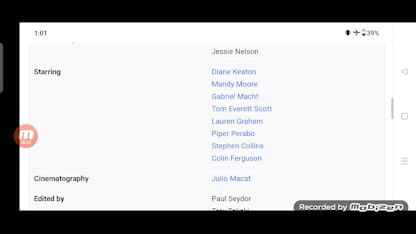 1:01
39%
Jessie Nelson
Starring
Diane Keaton
Mandy Moore
Gabriel Macht
Tom Everett Scott
Lauren Graham
Piper Perabo
Stephen Collins
Colin Ferguson
Cinematography
Julio Macat
Edited by
Paul Seydor
Recorded by Mobizen